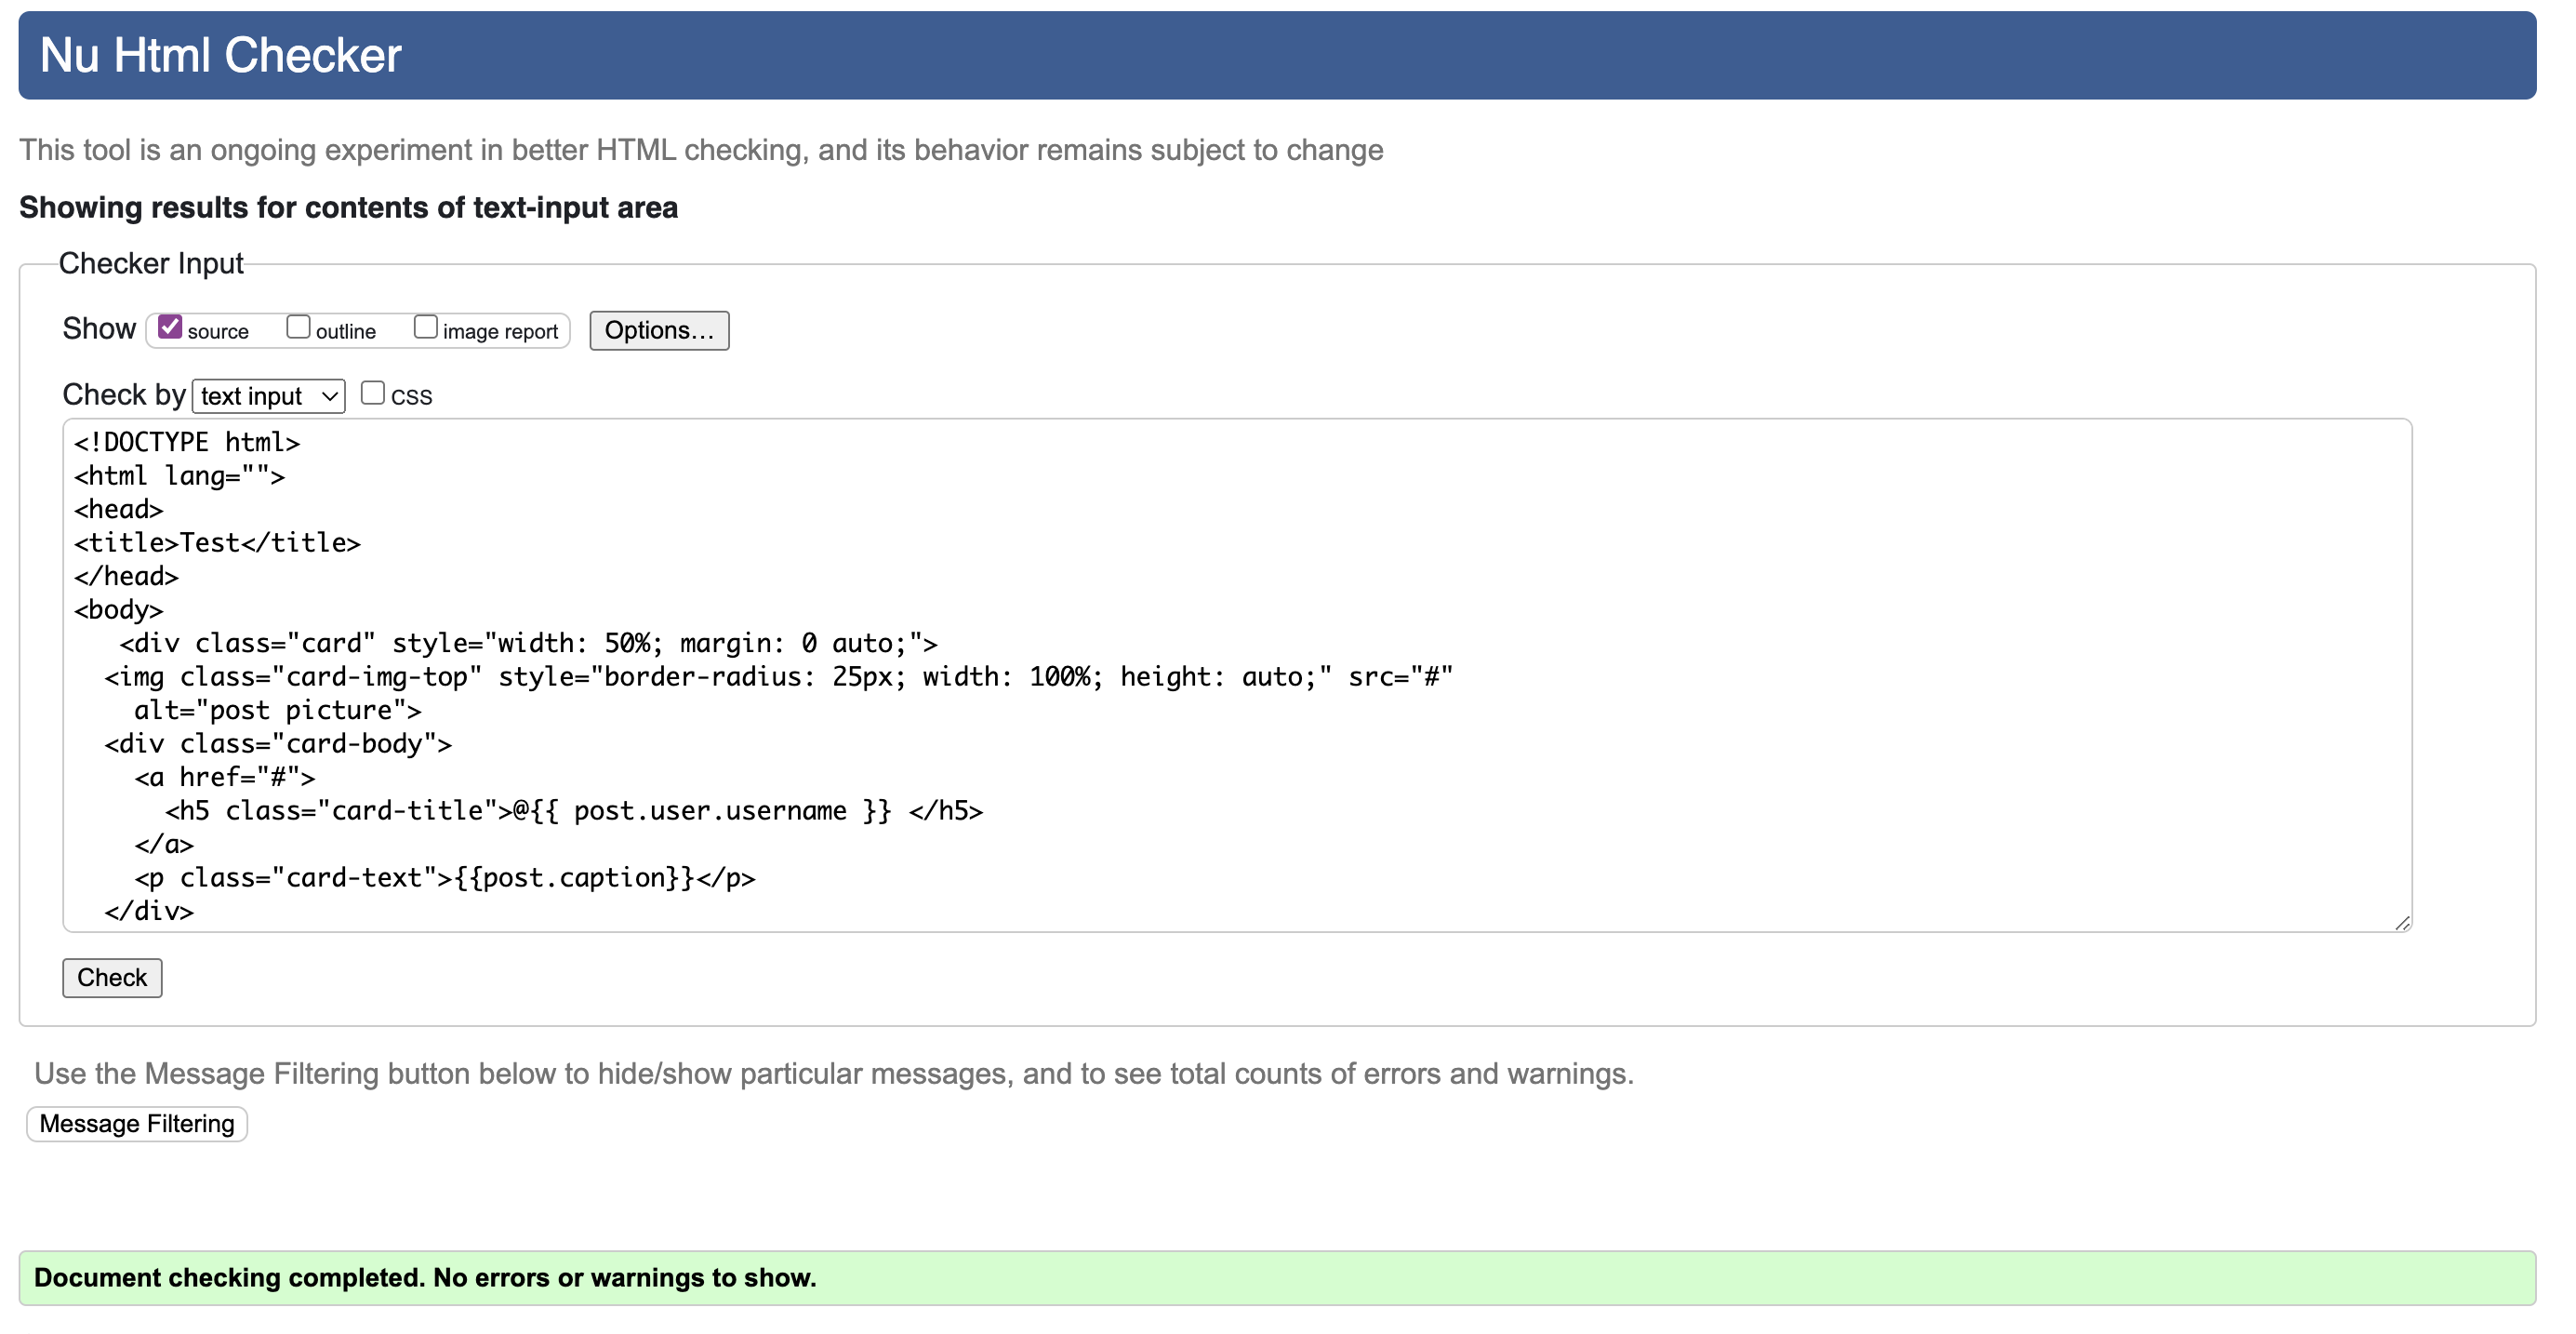 Nu Html Checker
This tool is an ongoing experiment in better HTML checking, and its behavior remains subject to change
Showing results for contents of text-input area
Checker Input
Show source outline image report Options...
Check by text input css
<!DOCTYPE html>
<html lang="">
<head>
<title>Test</title>
</head>
<body>
   <div class="card" style="width: 50%; margin: 0 auto;">
  <img class="card-img-top" style="border-radius: 25px; width: 100%; height: auto;" src="#"
    alt="post picture">
  <div class="card-body">
    <a href="#">
      <h5 class="card-title">@{{ post.user.username }} </h5>
    </a>
    <p class="card-text">{{post.caption}}</p>
  </div>
Check
Use the Message Filtering button below to hide/show particular messages, and to see total counts of errors and warnings.
Message Filtering
Document checking completed. No errors or warnings to show.